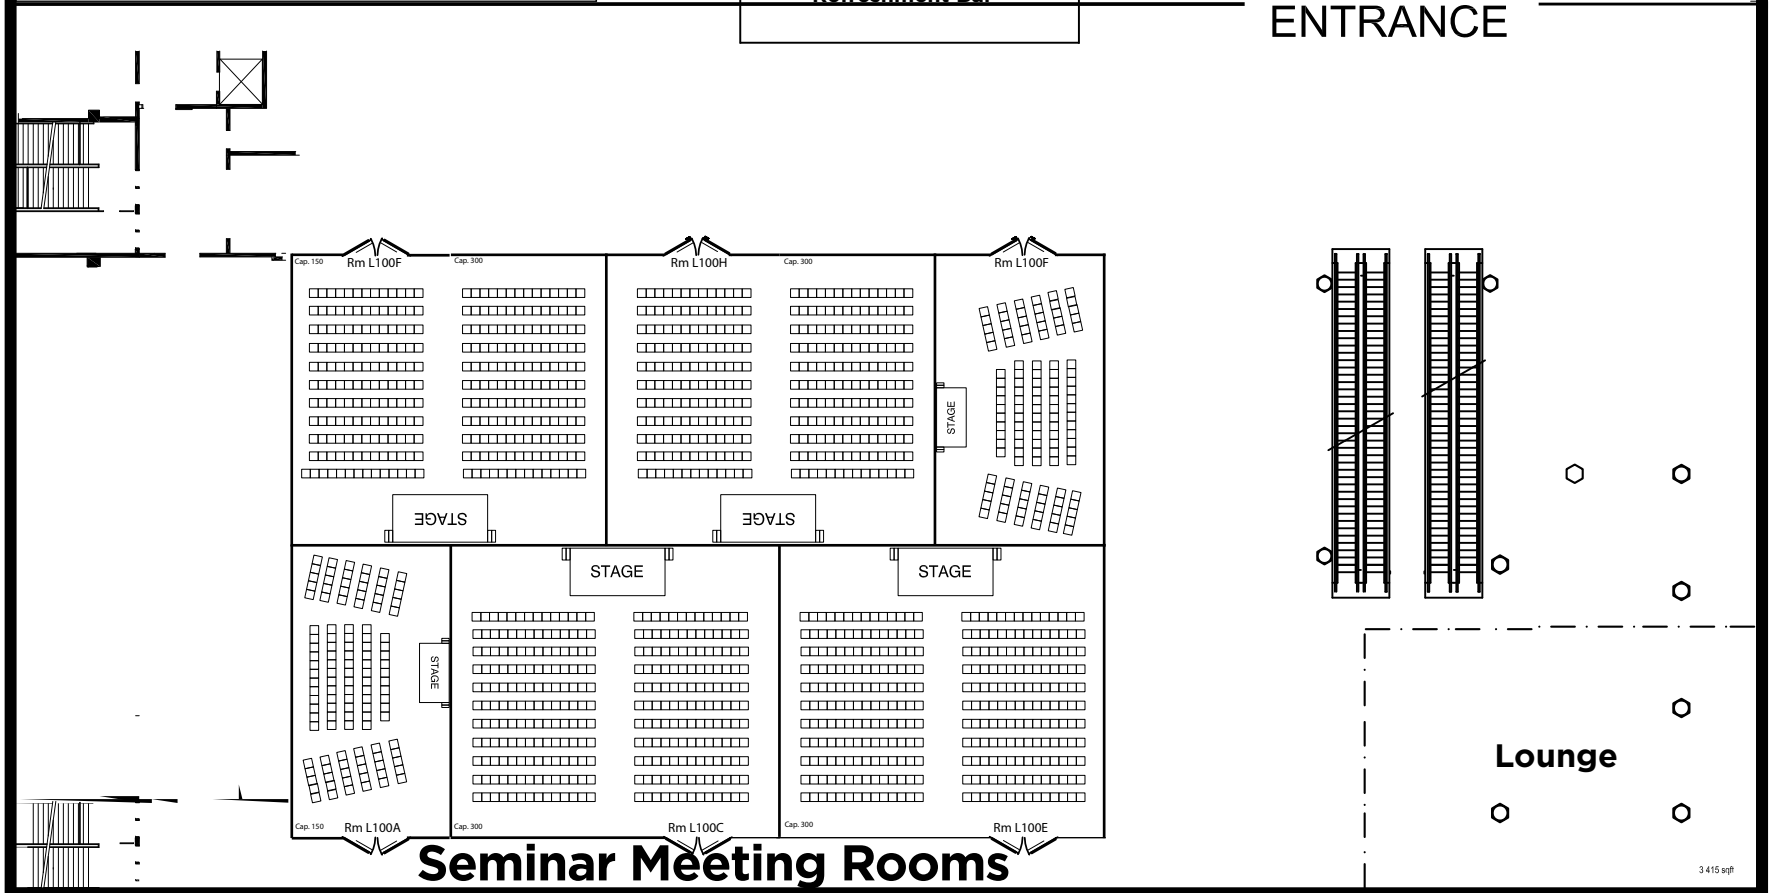 Refreshment Bar
ENTRANCE
Cap. 150
Rm L100F
Cap. 300
Rm L100H
Cap. 300
Rm L100F
STAGE
STAGE
STAGE
STAGE
STAGE
STAGE
Cap. 150
Rm L100A
Cap. 300
Rm L100C
Cap. 300
Rm L100E
Seminar Meeting Rooms
Lounge
3 415 sqft